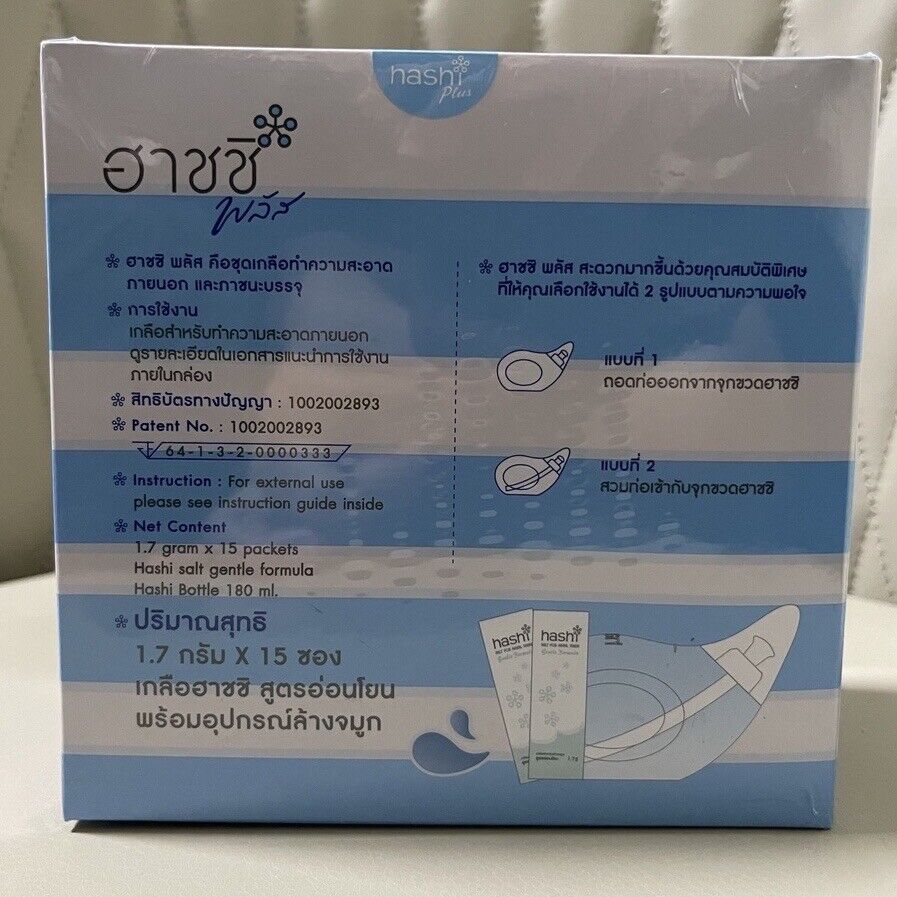 hashi
Plus
ฮาชชิ
พลัส
ฮาชชิ พลัส คือชุดเกลือทำความสะอาด
ภายนอก และภาชนะบรรจุ
การใช้งาน
เกลือสำหรับทำความสะอาดภายนอก
ดูรายละเอียดในเอกสารแนะนำการใช้งาน
ภายในกล่อง
สิทธิบัตรทางปัญญา : 1002002893
Patent No. : 1002002893
64-1-3-2-0000333
Instruction : For external use
please see instruction guide inside
Net Content
1.7 gram x 15 packets
Hashi salt gentle formula
Hashi Bottle 180 ml.
ปริมาณสุทธิ
1.7 กรัม X 15 ซอง
เกลือฮาชชิ สูตรอ่อนโยน
พร้อมอุปกรณ์ล้างจมูก
ฮาชชิ พลัส สะดวกมากขึ้นด้วยคุณสมบัติพิเศษ
ที่ให้คุณเลือกใช้งานได้ 2 รูปแบบตามความพอใจ
แบบที่ 1
ถอดท่อออกจากจุกขวดฮาชชิ
แบบที่ 2
สวมท่อเข้ากับจุกขวดฮาชชิ
hashi
hashi
Gentle Formula
สูตรอ่อนโยน
1.7g